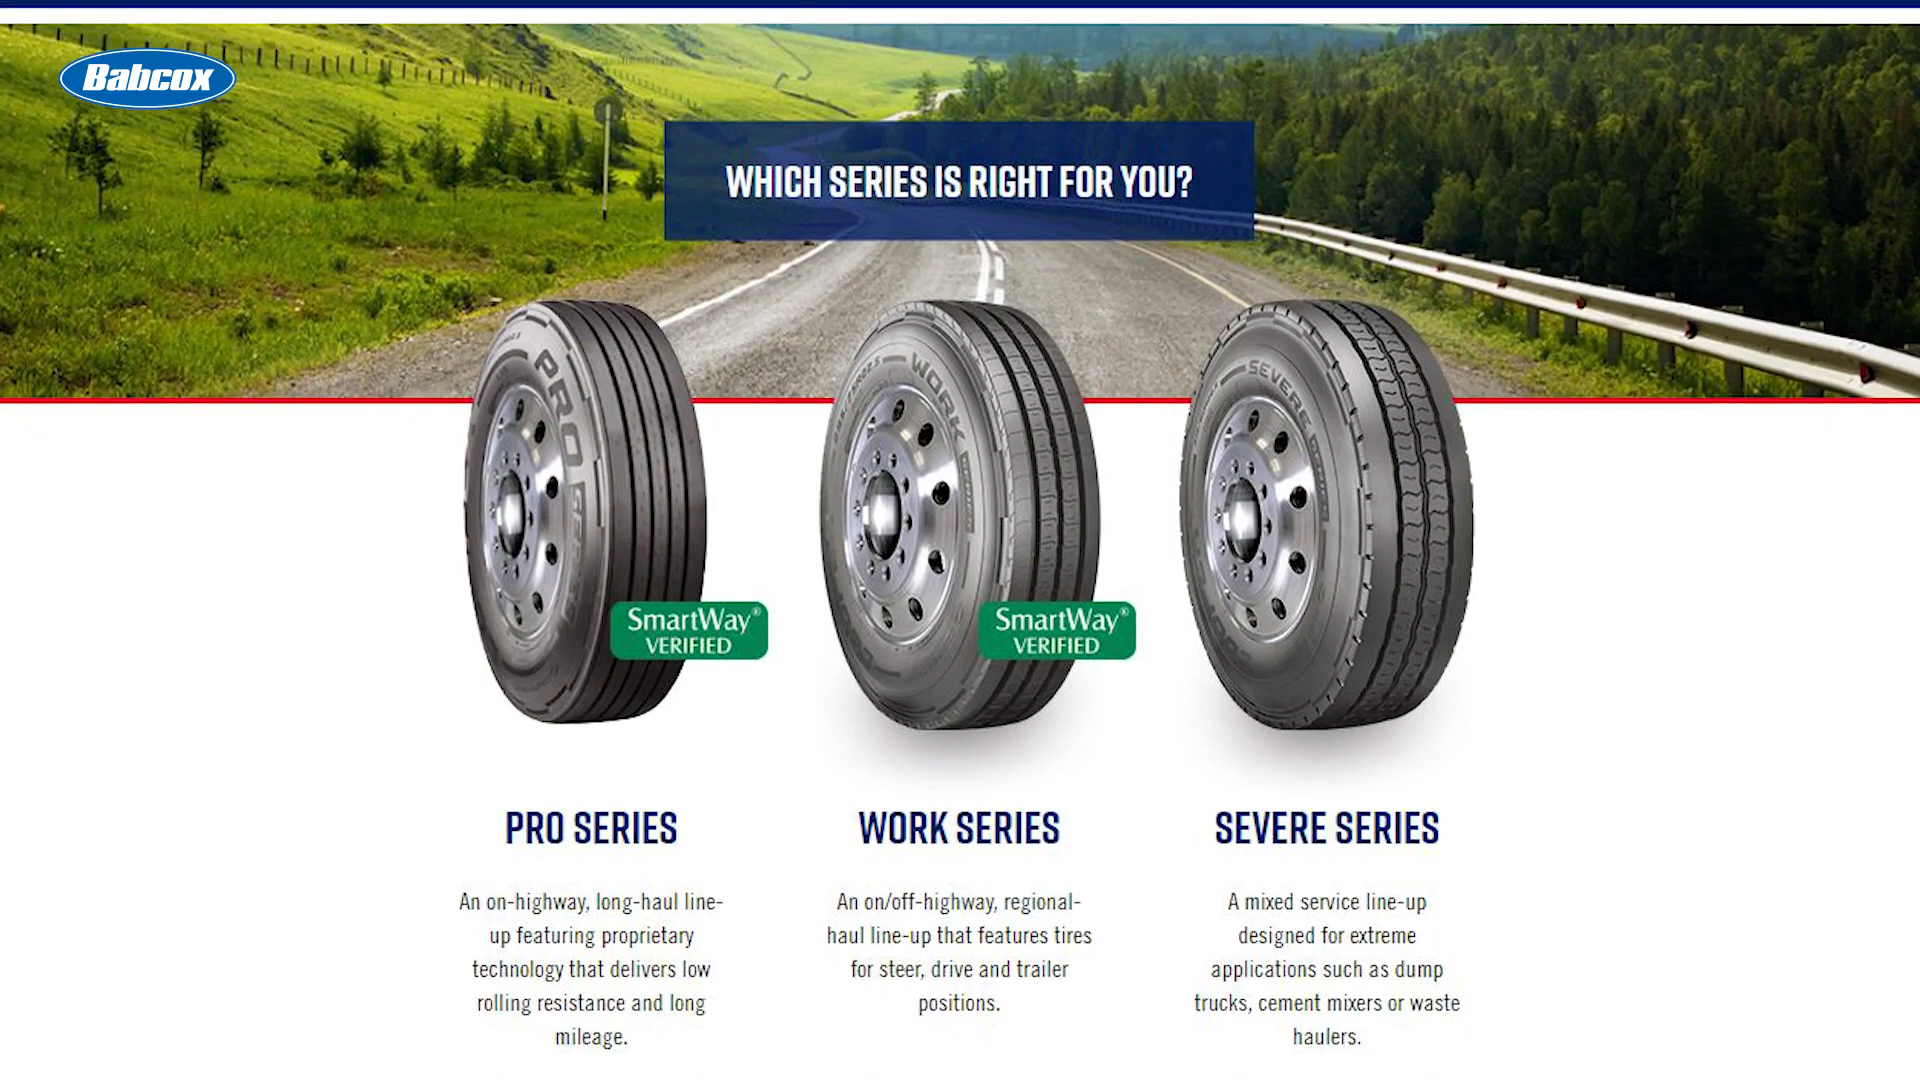 Babcox
WHICH SERIES IS RIGHT FOR YOU?
PRO
SERIES
WORK
SERIES
SEVERE
SERIES
SmartWay®
VERIFIED
SmartWay®
VERIFIED
PRO SERIES
An on-highway, long-haul line-
up featuring proprietary
technology that delivers low
rolling resistance and long
mileage.
WORK SERIES
An on/off-highway, regional-
haul line-up that features tires
for steer, drive and trailer
positions.
SEVERE SERIES
A mixed service line-up
designed for extreme
applications such as dump
trucks, cement mixers or waste
haulers.